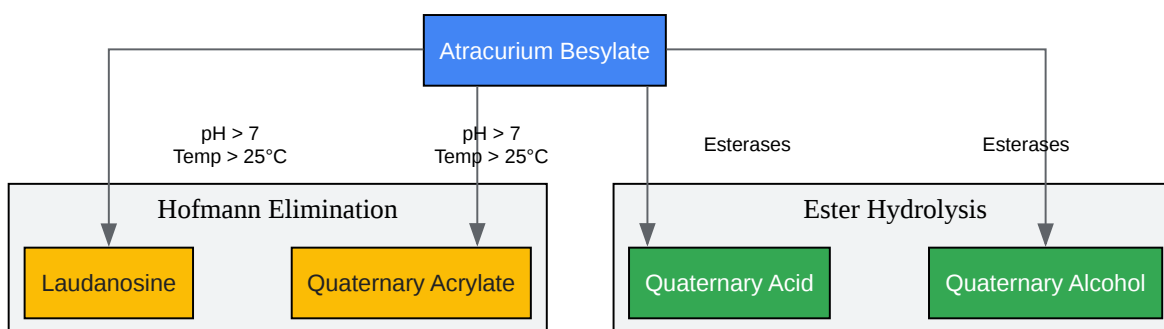 Atracurium Besylate
pH > 7
Temp > 25°C
pH > 7
Temp > 25°C
Esterases
Esterases
Hofmann Elimination
Ester Hydrolysis
Laudanosine
Quaternary Acrylate
Quaternary Acid
Quaternary Alcohol